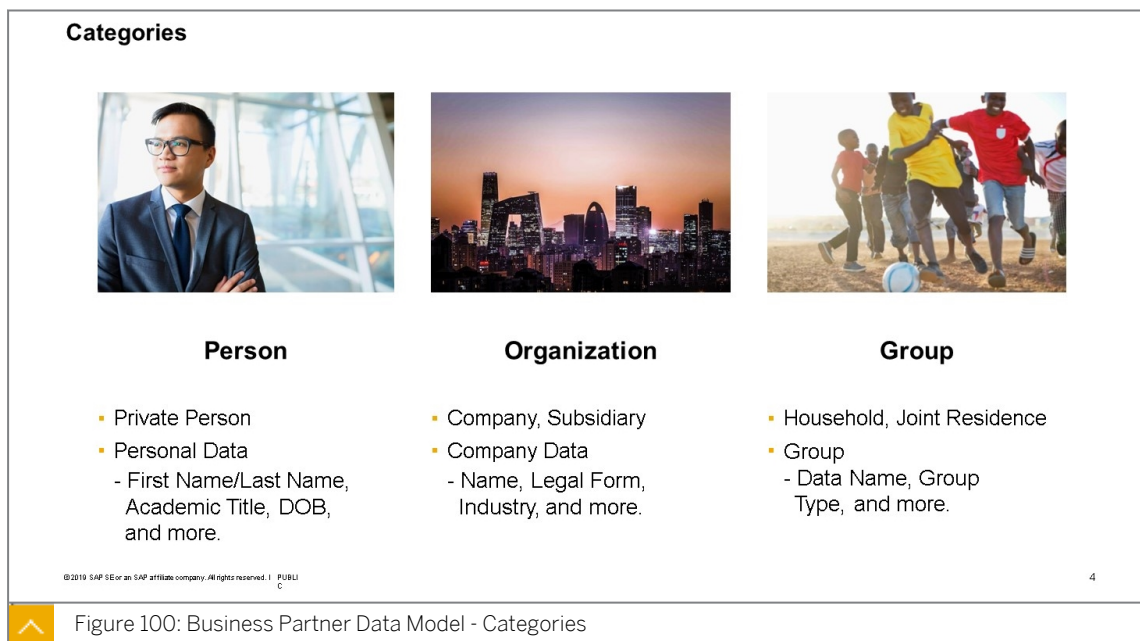 Categories
Person
Organization
Group
▪ Private Person
▪ Personal Data
- First Name/Last Name,
Academic Title, DOB,
and more.
▪ Company, Subsidiary
▪ Company Data
- Name, Legal Form,
Industry, and more.
▪ Household, Joint Residence
▪ Group
- Data Name, Group
Type, and more.
©2019 SAP SE or an SAP affiliate company. All rights reserved. I PUBLI
C
4
Figure 100: Business Partner Data Model - Categories